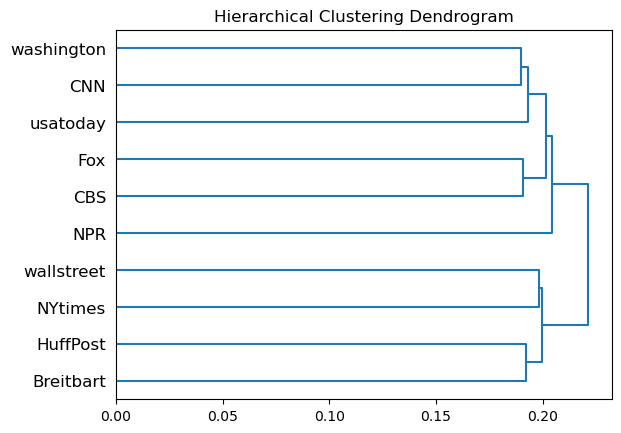 Hierarchical Clustering Dendrogram
washington
CNN
usatoday
Fox
CBS
NPR
wallstreet
NYtimes
HuffPost
Breitbart
0.00 0.05 0.10 0.15 0.20